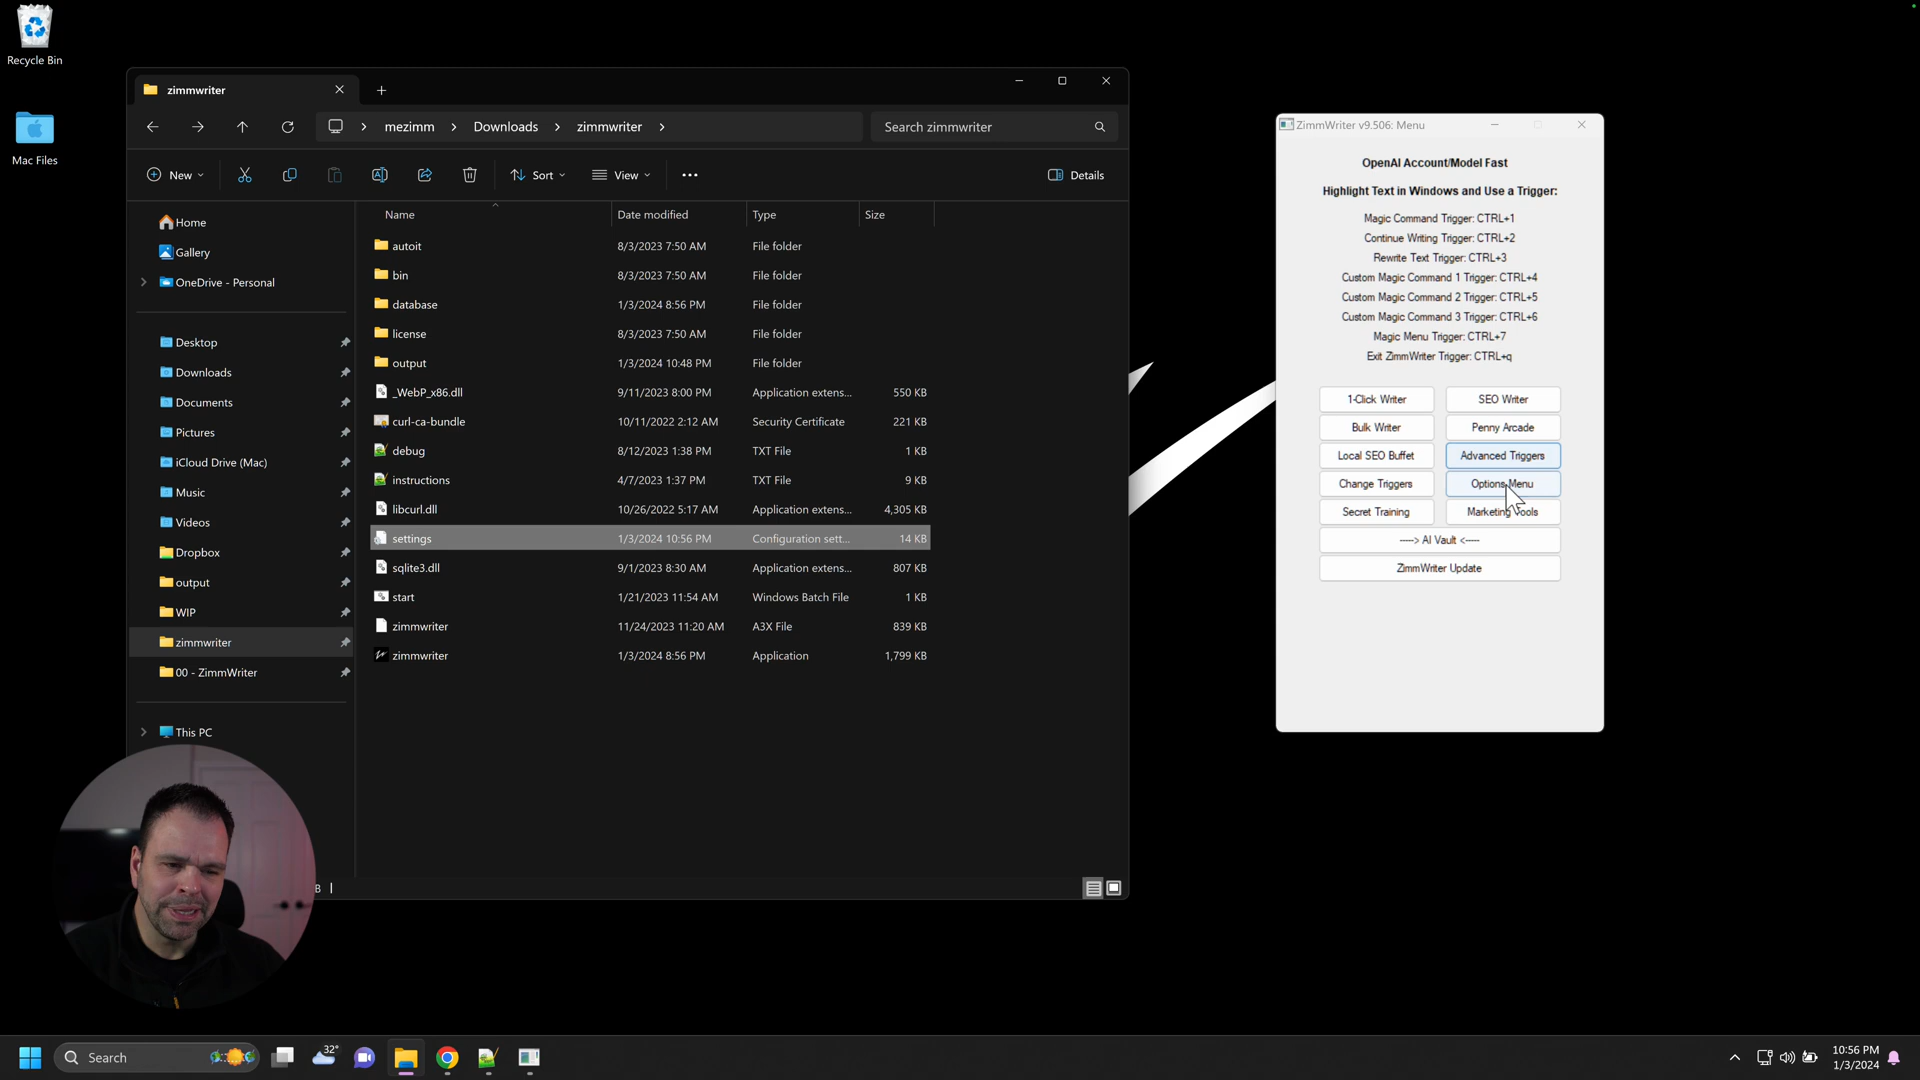 Recycle Bin
Mac Files
zimmwriter
mezimm > Downloads > zimmwriter >
Search zimmwriter
New
Sort
View
Details
Name Date modified Type Size
Home
Gallery
OneDrive - Personal
Desktop
Downloads
Documents
Pictures
iCloud Drive (Mac)
Music
Videos
Dropbox
output
WIP
zimmwriter
00 - ZimmWriter
This PC
autoit 8/3/2023 7:50 AM File folder
bin 8/3/2023 7:50 AM File folder
database 1/3/2024 8:56 PM File folder
license 8/3/2023 7:50 AM File folder
output 1/3/2024 10:48 PM File folder
_WebP_x86.dll 9/11/2023 8:00 PM Application extens... 550 KB
curl-ca-bundle 10/11/2022 2:12 AM Security Certificate 221 KB
debug 8/12/2023 1:38 PM TXT File 1 KB
instructions 4/7/2023 1:37 PM TXT File 9 KB
libcurl.dll 10/26/2022 5:17 AM Application extens... 4,305 KB
settings 1/3/2024 10:56 PM Configuration sett... 14 KB
sqlite3.dll 9/1/2023 8:30 AM Application extens... 807 KB
start 1/21/2023 11:54 AM Windows Batch File 1 KB
zimmwriter 11/24/2023 11:20 AM A3X File 839 KB
zimmwriter 1/3/2024 8:56 PM Application 1,799 KB
B
ZimmWriter v9.506: Menu
OpenAI Account/Model Fast
Highlight Text in Windows and Use a Trigger:
Magic Command Trigger: CTRL+1
Continue Writing Trigger: CTRL+2
Rewrite Text Trigger: CTRL+3
Custom Magic Command 1 Trigger: CTRL+4
Custom Magic Command 2 Trigger: CTRL+5
Custom Magic Command 3 Trigger: CTRL+6
Magic Menu Trigger: CTRL+7
Exit ZimmWriter Trigger: CTRL+q
1-Click Writer SEO Writer
Bulk Writer Penny Arcade
Local SEO Buffet Advanced Triggers
Change Triggers Options Menu
Secret Training Marketing Tools
----> AI Vault <----
ZimmWriter Update
Search
32°
10:56 PM
1/3/2024